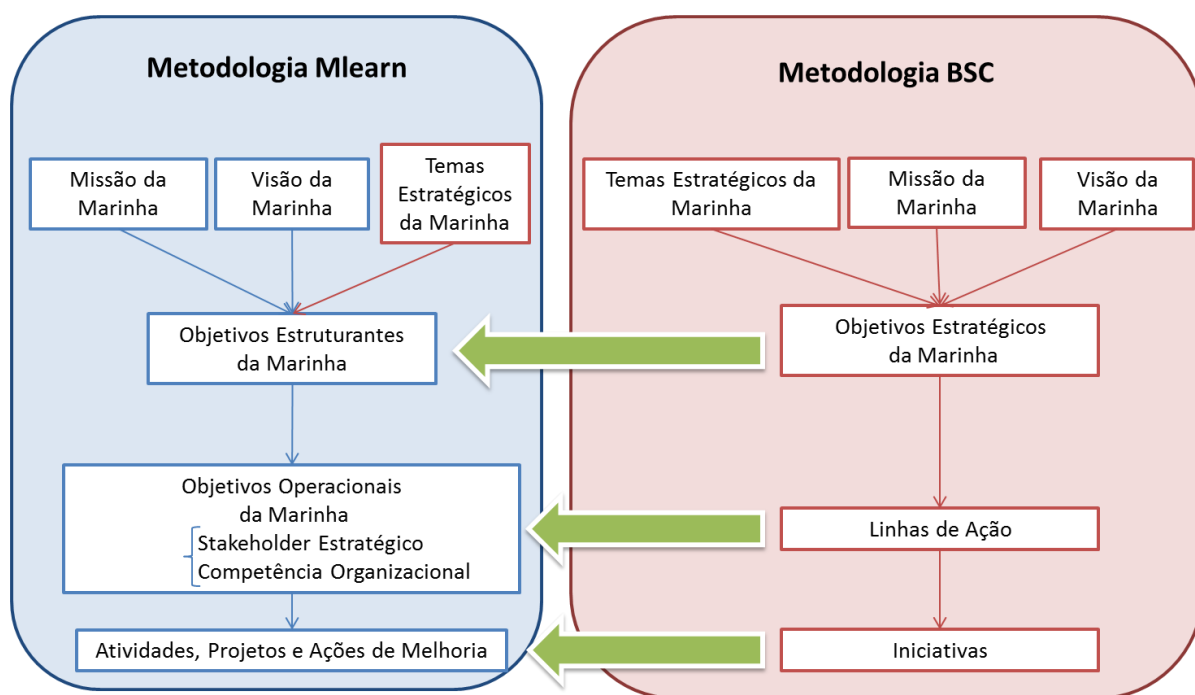 Metodologia Mlearn
Missão da
Marinha
Visão da
Marinha
Temas
Estratégicos
da Marinha
Objetivos Estruturantes
da Marinha
Objetivos Operacionais
da Marinha
Stakeholder Estratégico
Competência Organizacional
Atividades, Projetos e Ações de Melhoria
Metodologia BSC
Temas Estratégicos da
Marinha
Missão da
Marinha
Visão da
Marinha
Objetivos Estratégicos
da Marinha
Linhas de Ação
Iniciativas